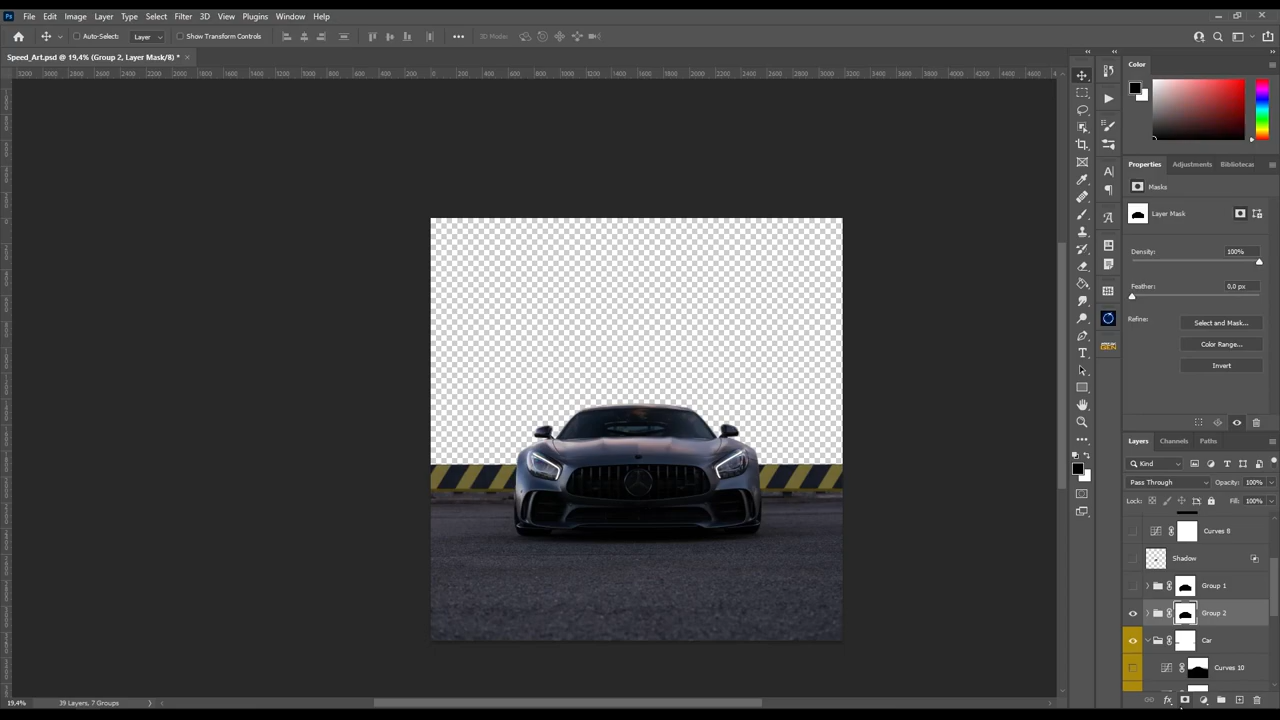 Ps File Edit Image Layer Type Select Filter 3D View Plugins Window Help
Auto-Select: Layer Show Transform Controls 3D Mode:
Speed_Art.psd @ 19,4% (Group 2, Layer Mask/8) *
Color
Properties Adjustments Bibliotecas
Masks
Layer Mask
Density: 100%
Feather: 0,0 px
Refine: Select and Mask...
Color Range...
Invert
Layers Channels Paths
Kind
Pass Through Opacity: 100%
Lock: Fill: 100%
Curves 8
Shadow
Group 1
Group 2
Car
Curves 10
19,4% 39 Layers, 7 Groups